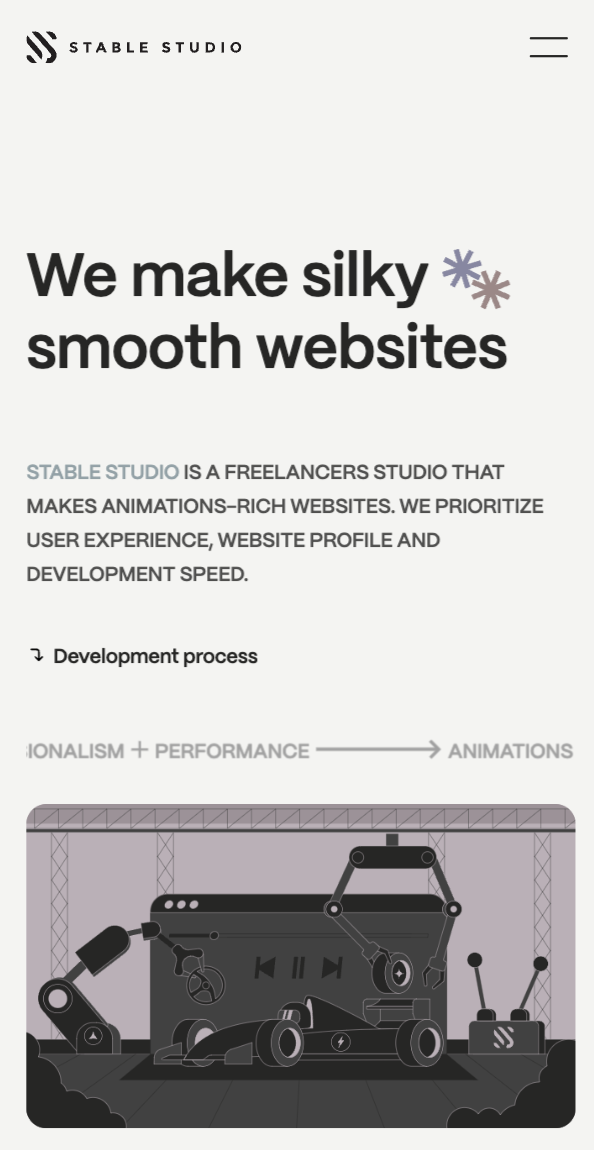 STABLE STUDIO
We make silky
smooth websites
STABLE STUDIO IS A FREELANCERS STUDIO THAT
MAKES ANIMATIONS–RICH WEBSITES. WE PRIORITIZE
USER EXPERIENCE, WEBSITE PROFILE AND
DEVELOPMENT SPEED.
Development process
IONALISM + PERFORMANCE → ANIMATIONS